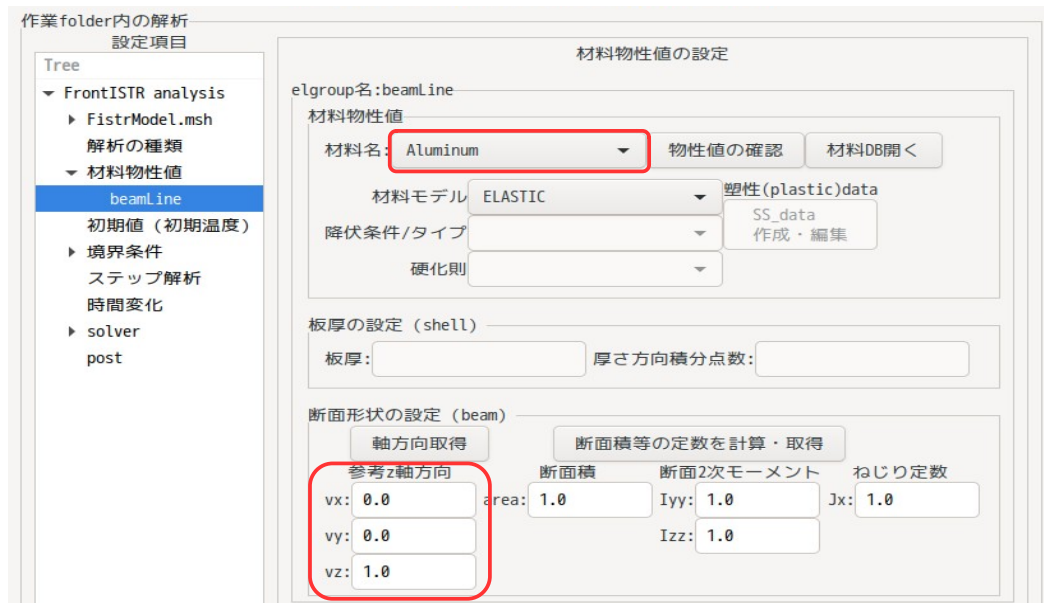 作業folder内の解析
設定項目
Tree
FrontISTR analysis
FistrModel.msh
解析の種類
材料物性値
beamLine
初期値 (初期温度)
境界条件
ステップ解析
時間変化
solver
post
材料物性値の設定
elgroup名:beamLine
材料物性値
材料名: Aluminum 物性値の確認 材料DB開く
材料モデル ELASTIC 塑性(plastic)data
降伏条件/タイプ SS_data
作成・編集
硬化則
板厚の設定 (shell)
板厚: 厚さ方向積分点数:
断面形状の設定 (beam)
軸方向取得 断面積等の定数を計算・取得
参考z軸方向 断面積 断面2次モーメント ねじり定数
vx: 0.0 area: 1.0 Iyy: 1.0 Jx: 1.0
vy: 0.0 Izz: 1.0
vz: 1.0